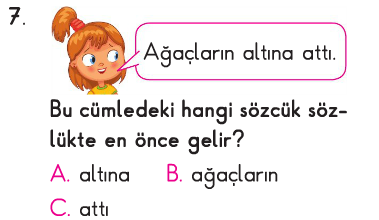 7.
Ağaçların altına attı.
Bu cümledeki hangi sözcük söz-
lükte en önce gelir?
A. altına B. ağaçların
C. attı